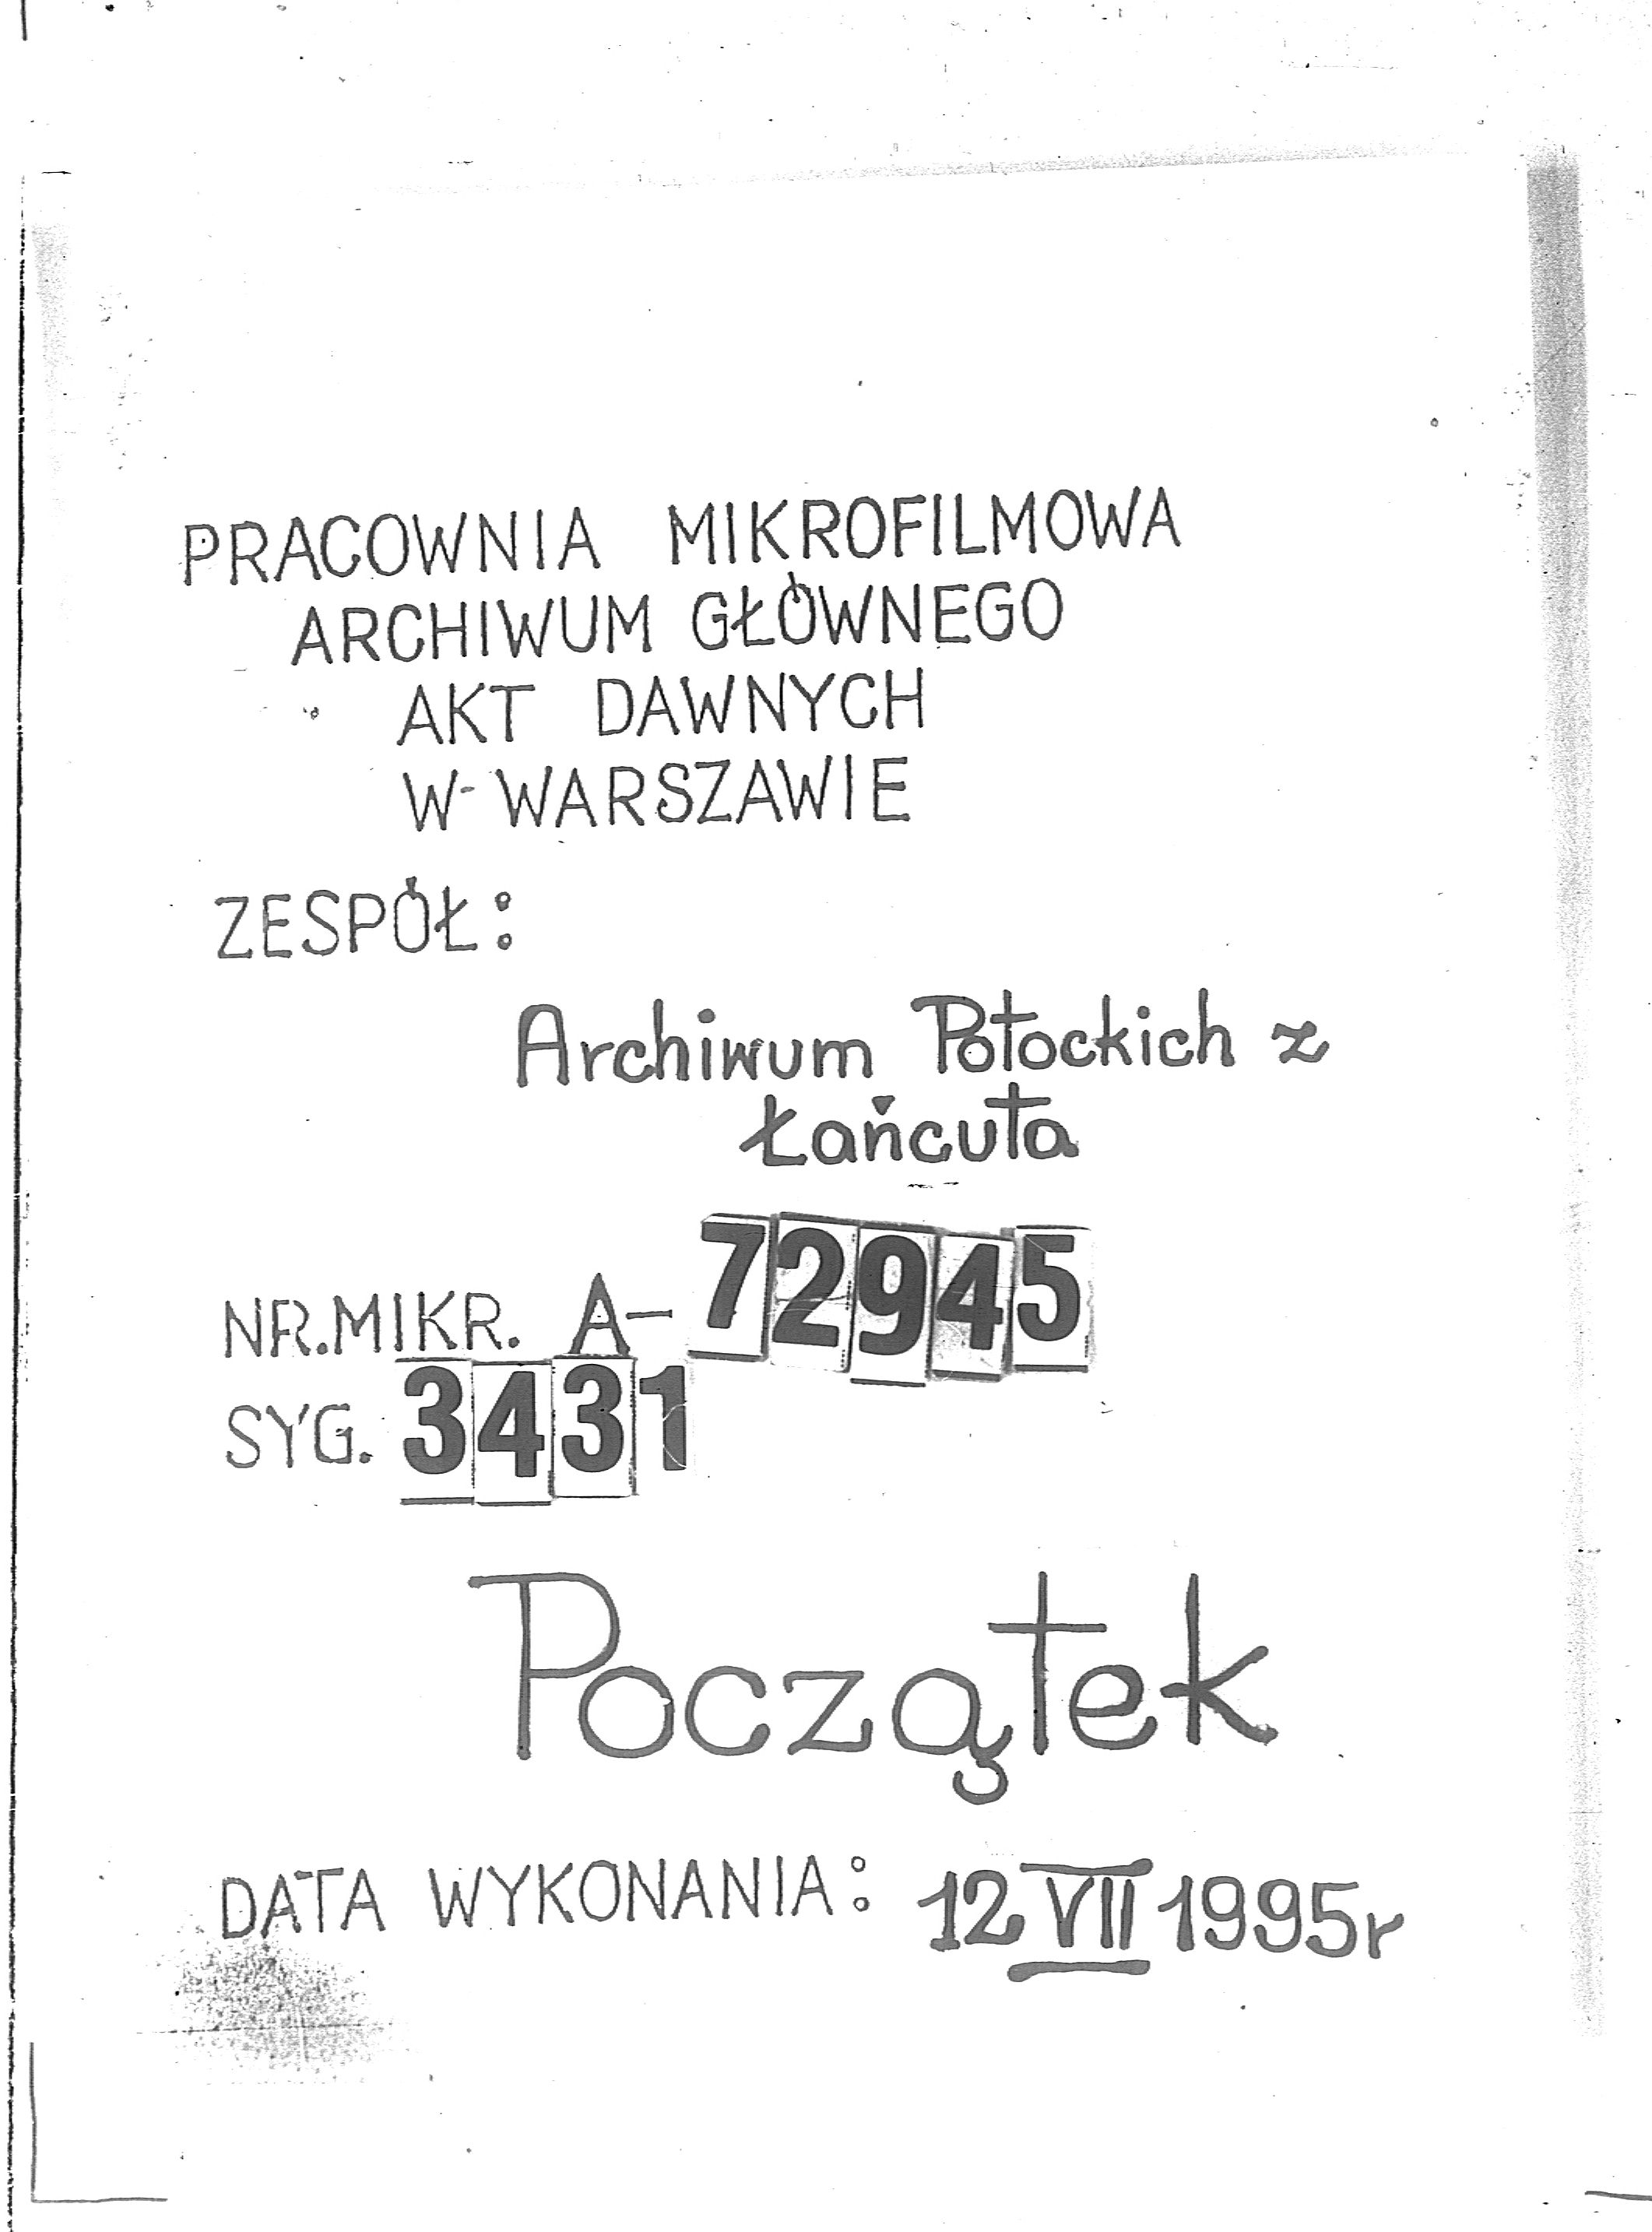 PRACOWNIA MIKROFILMOWA
ARCHIWUM GŁÓWNEGO
AKT DAWNYCH
W WARSZAWIE
ZESPÓŁ:
Archiwum Potockich z
Łańcuta
NR. MIKR. A-72945
SYG. 3431
Początek
DATA WYKONANIA: 12 VII 1995r